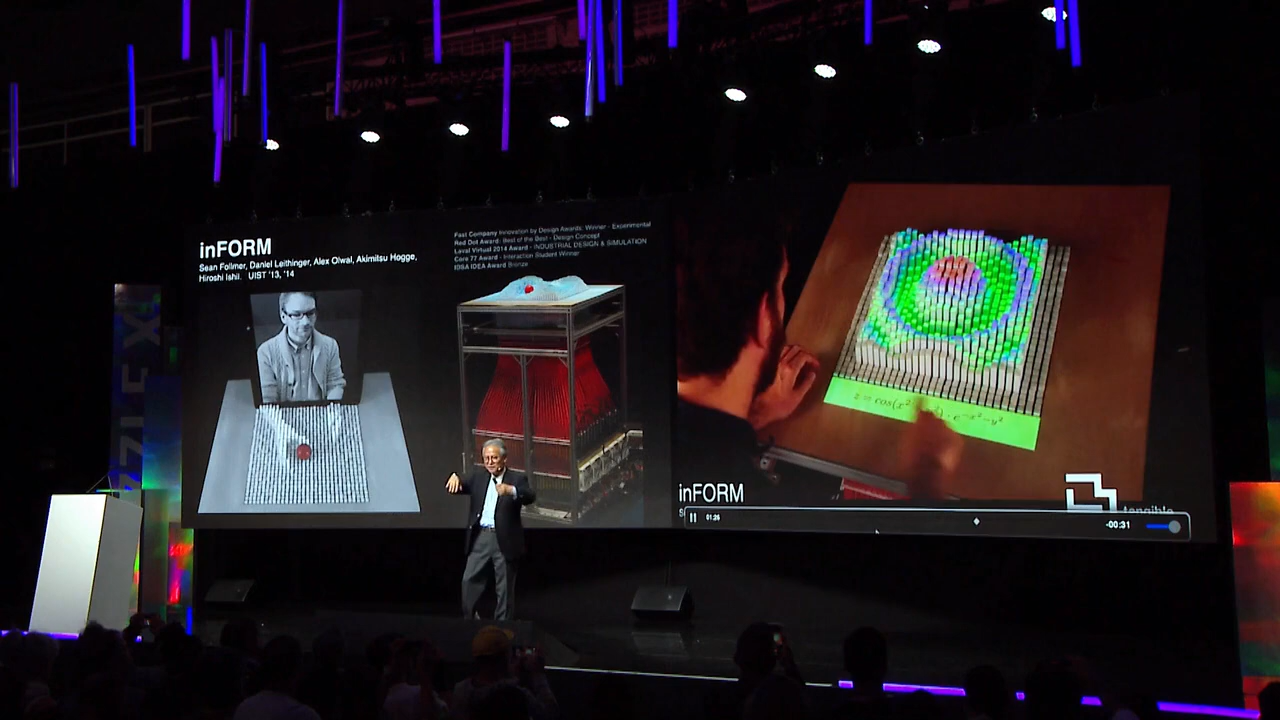 inFORM
Sean Follmer, Daniel Leithinger, Alex Olwal, Akimitsu Hogge,
Hiroshi Ishii. UIST '13, '14
Fast Company Innovation by Design Awards: Winner - Experimental
Red Dot Award: Best of the Best - Design Concept
Laval Virtual 2014 Award - INDUSTRIAL DESIGN & SIMULATION
Core 77 Award - Interaction Student Winner
IDSA IDEA Award Bronze
inFORM
tangible
01:26
-00:31